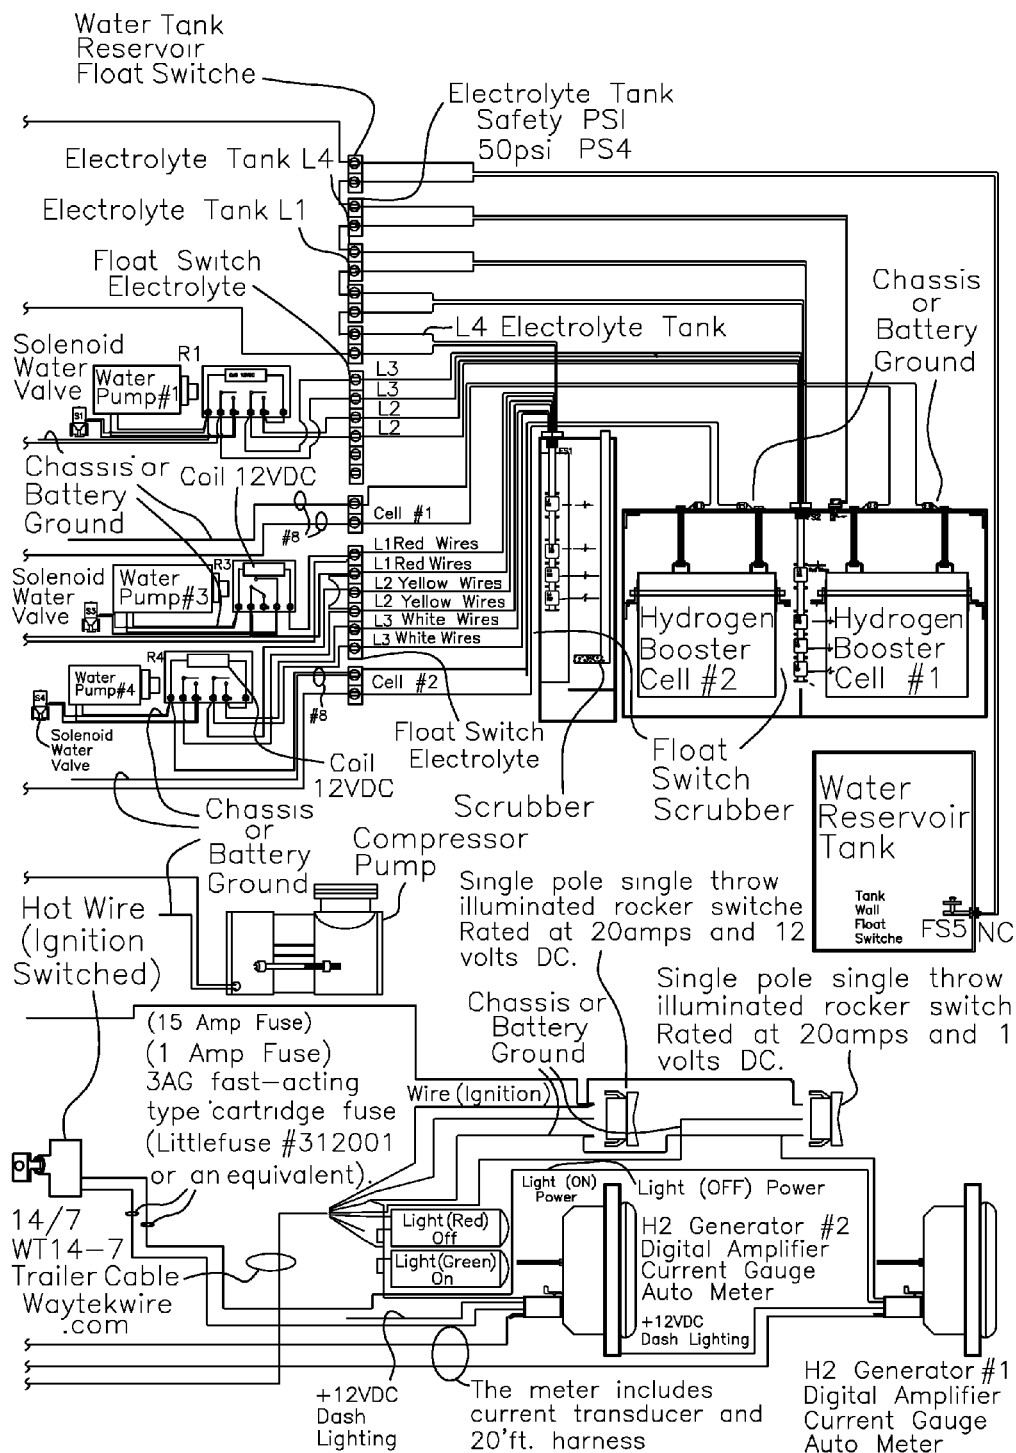 Water Tank
Reservoir
Float Switche
Electrolyte Tank
Safety PSI
50psi PS4
Electrolyte Tank L4
Electrolyte Tank L1
Float Switch
Electrolyte
L4 Electrolyte Tank
Chassis
or
Battery
Ground
Solenoid
Water
Valve
R1
Water
Pump#1
S1
L3
L3
L2
L2
Chassis or
Battery
Ground
Coil 12VDC
#8
Cell #1
FS1
FS2
L1 Red Wires
L1 Red Wires
L2 Yellow Wires
L2 Yellow Wires
L3 White Wires
L3 White Wires
Solenoid
Water
Valve
R3
Water
Pump#3
S3
R4
Water
Pump#4
S4
Solenoid
Water
Valve
#8
Cell #2
Hydrogen
Booster
Cell #2
Hydrogen
Booster
Cell #1
Float Switch
Electrolyte
Coil
12VDC
Scrubber
Float
Switch
Scrubber
Chassis
or
Battery
Ground
Water
Reservoir
Tank
Tank
Wall
Float
Switche
FS5
NC
Compressor
Pump
Hot Wire
(Ignition
Switched)
Single pole single throw
illuminated rocker switche
Rated at 20amps and 12
volts DC.
Single pole single throw
illuminated rocker switch
Rated at 20amps and 1
volts DC.
Chassis or
Battery
Ground
(15 Amp Fuse)
(1 Amp Fuse)
3AG fast-acting
type cartridge fuse
(Littlefuse #312001
or an equivalent).
Wire (Ignition)
Light (ON)
Power
Light (OFF) Power
14/7
WT14-7
Trailer Cable
Waytekwire
.com
Light(Red)
Off
Light(Green)
On
H2 Generator #2
Digital Amplifier
Current Gauge
Auto Meter
+12VDC
Dash Lighting
+12VDC
Dash
Lighting
The meter includes
current transducer and
20'ft. harness
H2 Generator #1
Digital Amplifier
Current Gauge
Auto Meter